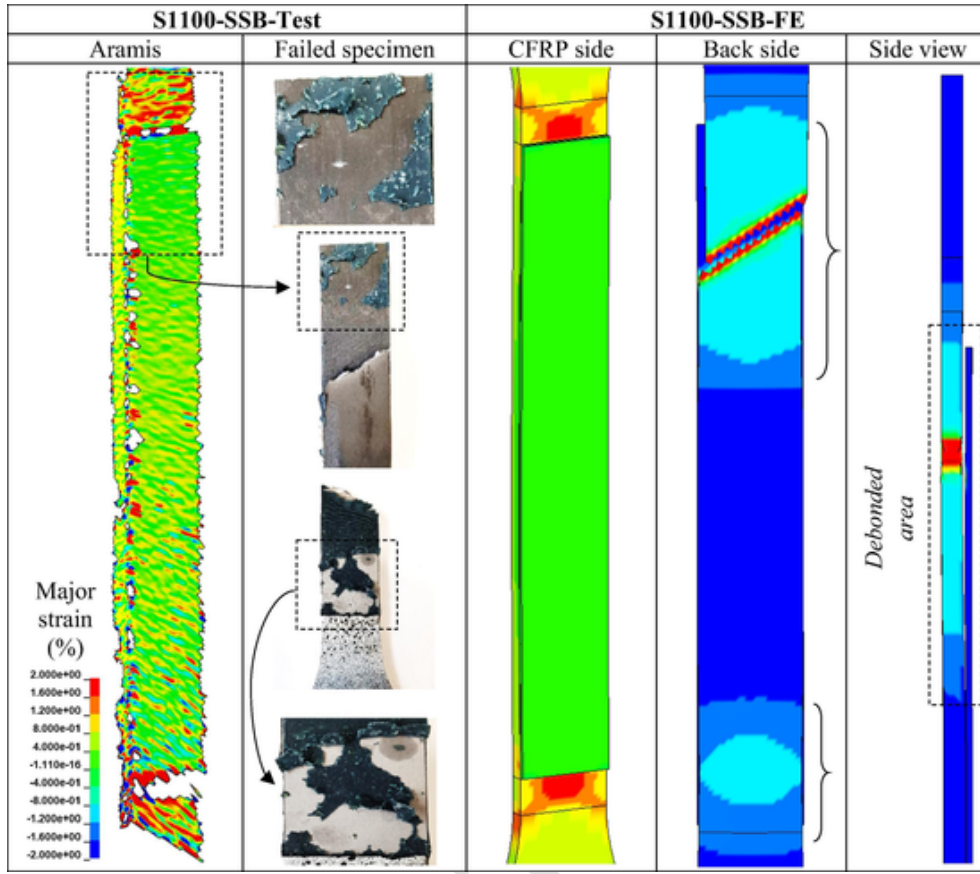 S1100-SSB-Test
S1100-SSB-FE
Aramis
Failed specimen
CFRP side
Back side
Side view
Debonded
area
Major
strain
(%)
2.000e+00
1.600e+00
1.200e+00
8.000e-01
4.000e-01
-1.110e-16
-4.000e-01
-8.000e-01
-1.200e+00
-1.600e+00
-2.000e+00